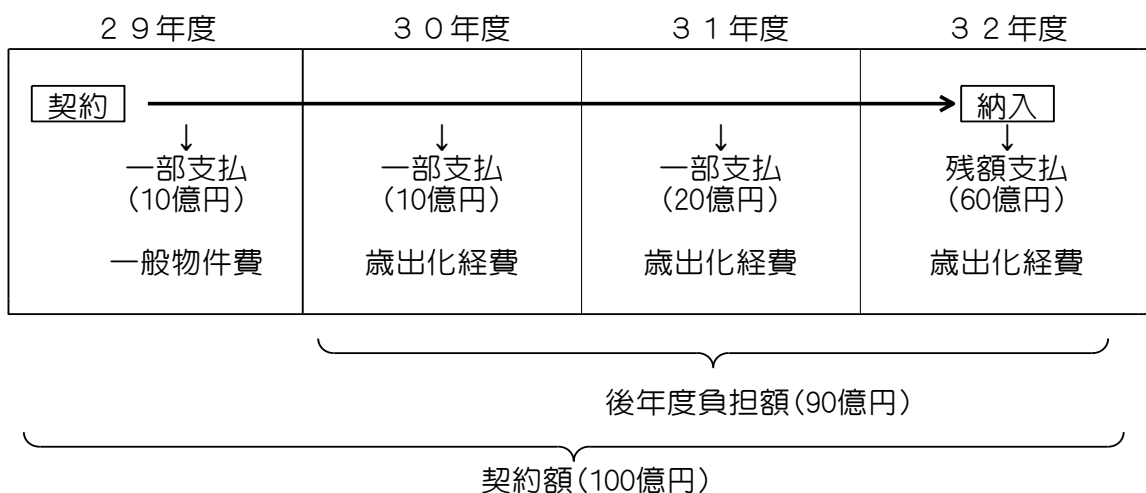 ２９年度　３０年度　３１年度　３２年度
契約　納入
↓　↓　↓　↓
一部支払　一部支払　一部支払　残額支払
(10億円)　(10億円)　(20億円)　(60億円)
一般物件費　歳出化経費　歳出化経費　歳出化経費
後年度負担額(90億円)
契約額(100億円)